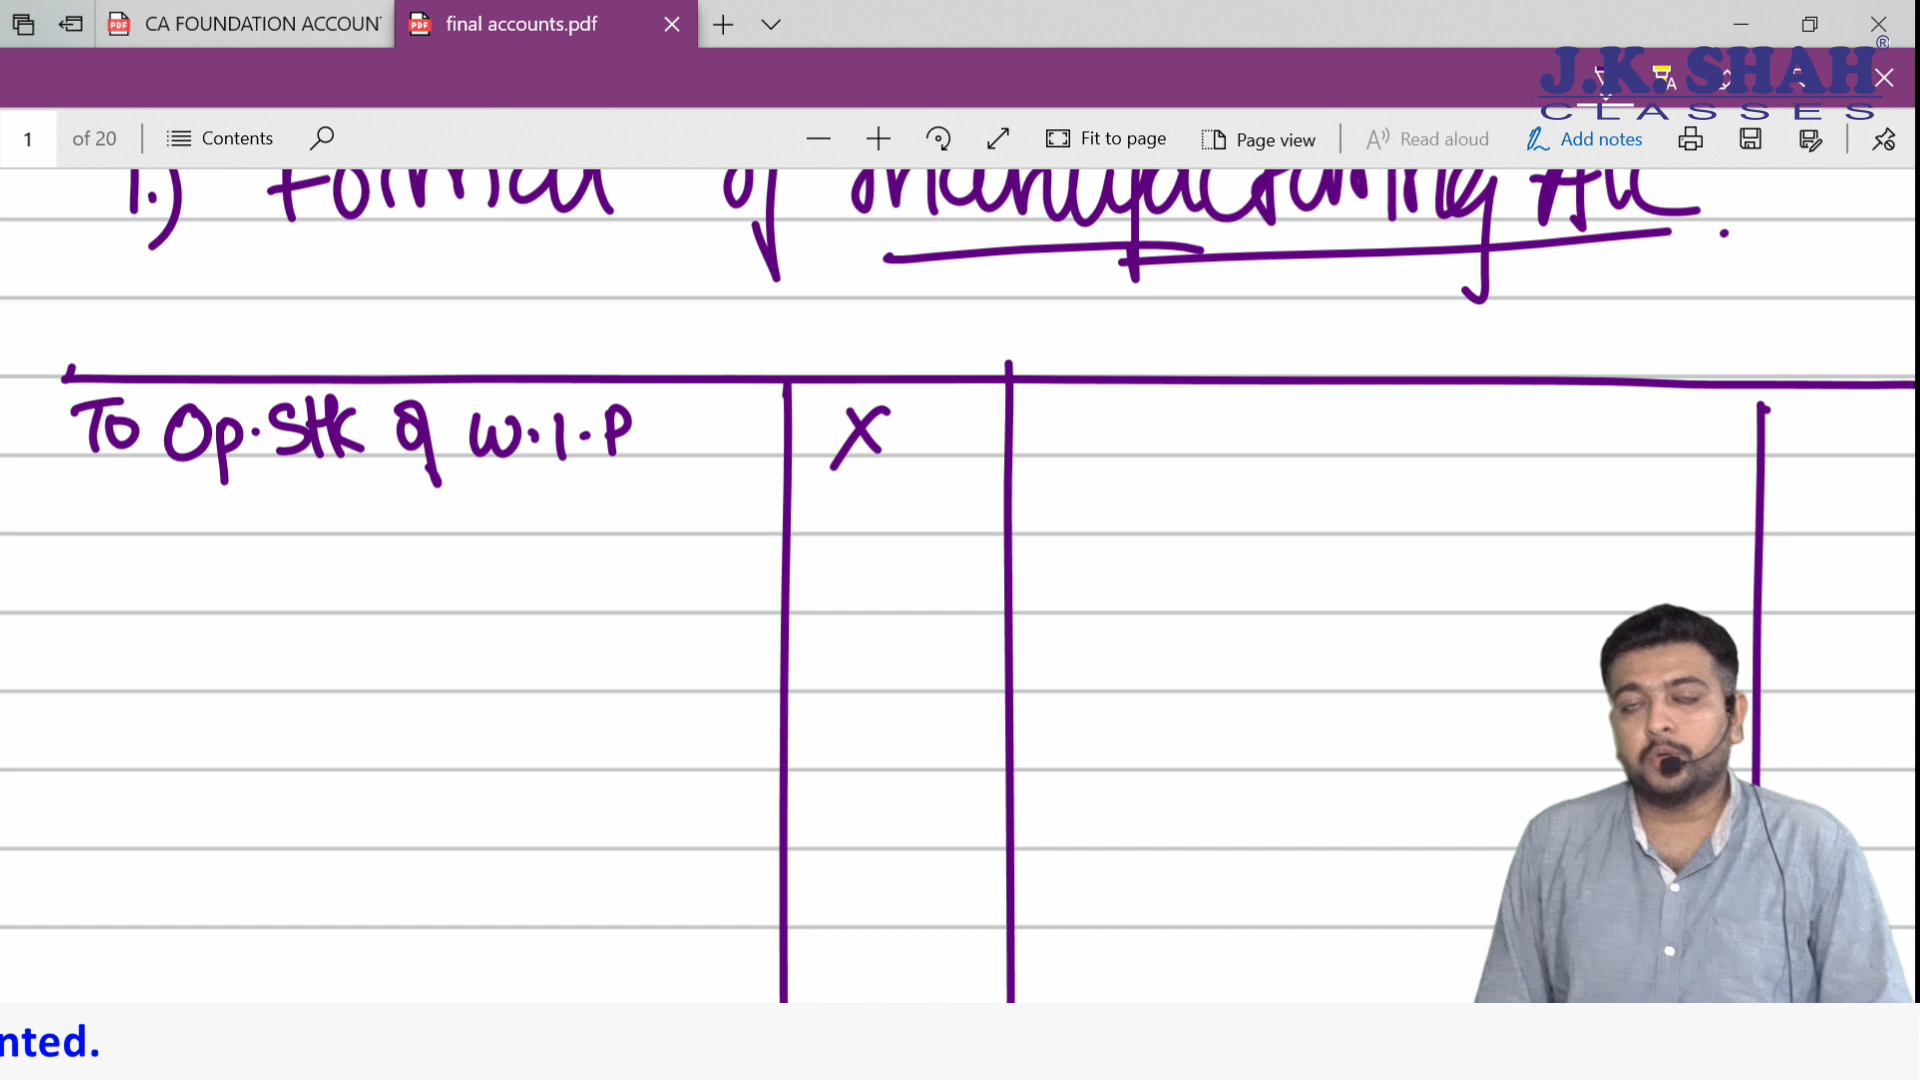 CA FOUNDATION ACCOUN
final accounts.pdf
J.K. SHAH®
CLASSES
1 of 20 Contents Fit to page Page view Read aloud Add notes
1.) Format of Manufacturing A/c.
To Op. Stk of W.I.P X
nted.